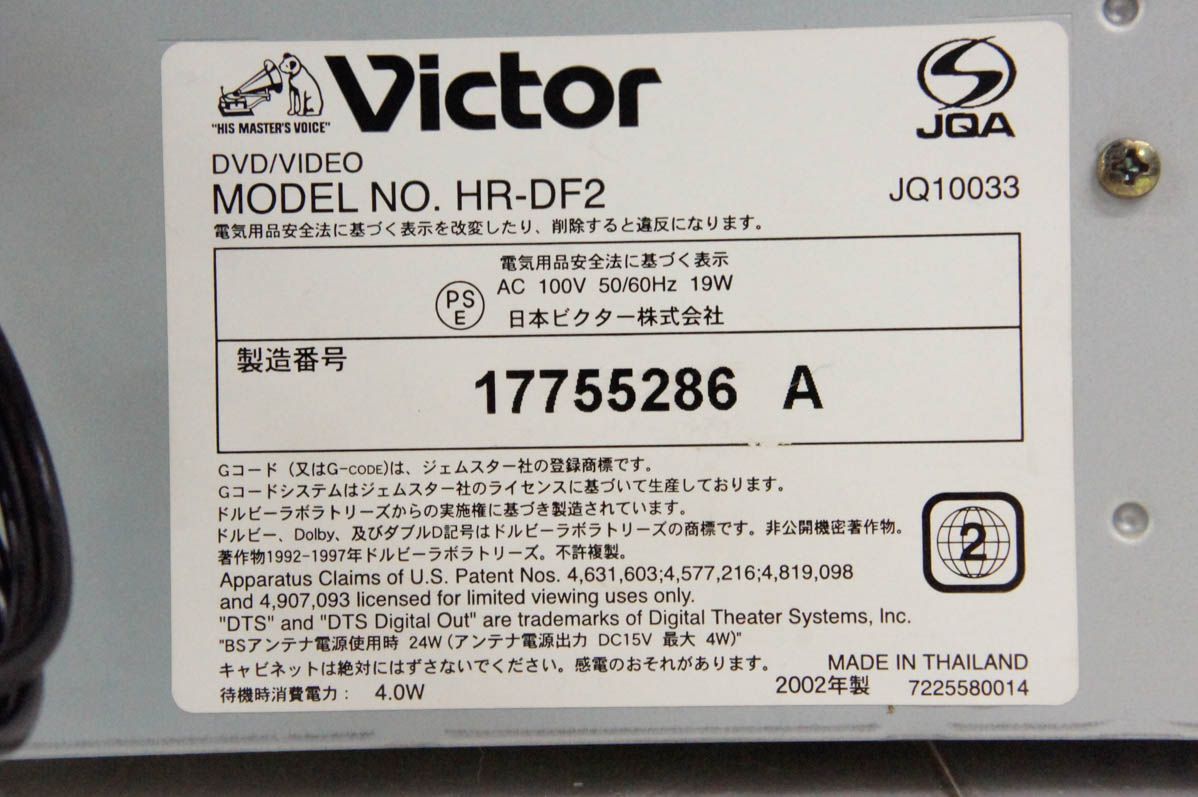 Victor
"HIS MASTER'S VOICE"
JQA
DVD/VIDEO
MODEL NO. HR-DF2
JQ10033
電気用品安全法に基づく表示を改変したり、削除すると違反になります。
電気用品安全法に基づく表示
AC 100V 50/60Hz 19W
PS
E
日本ビクター株式会社
製造番号
17755286 A
Gコード (又はG-CODE)は、ジェムスター社の登録商標です。
Gコードシステムはジェムスター社のライセンスに基づいて生産しております。
ドルビーラボラトリーズからの実施権に基づき製造されています。
ドルビー、Dolby、及びダブルD記号はドルビーラボラトリーズの商標です。非公開機密著作物。
著作物1992-1997年ドルビーラボラトリーズ。不許複製。
2
Apparatus Claims of U.S. Patent Nos. 4,631,603;4,577,216;4,819,098
and 4,907,093 licensed for limited viewing uses only.
"DTS" and "DTS Digital Out" are trademarks of Digital Theater Systems, Inc.
"BSアンテナ電源使用時 24W (アンテナ電源出力 DC15V 最大 4W)"
キャビネットは絶対にはずさないでください。感電のおそれがあります。
待機時消費電力： 4.0W
MADE IN THAILAND
2002年製 7225580014